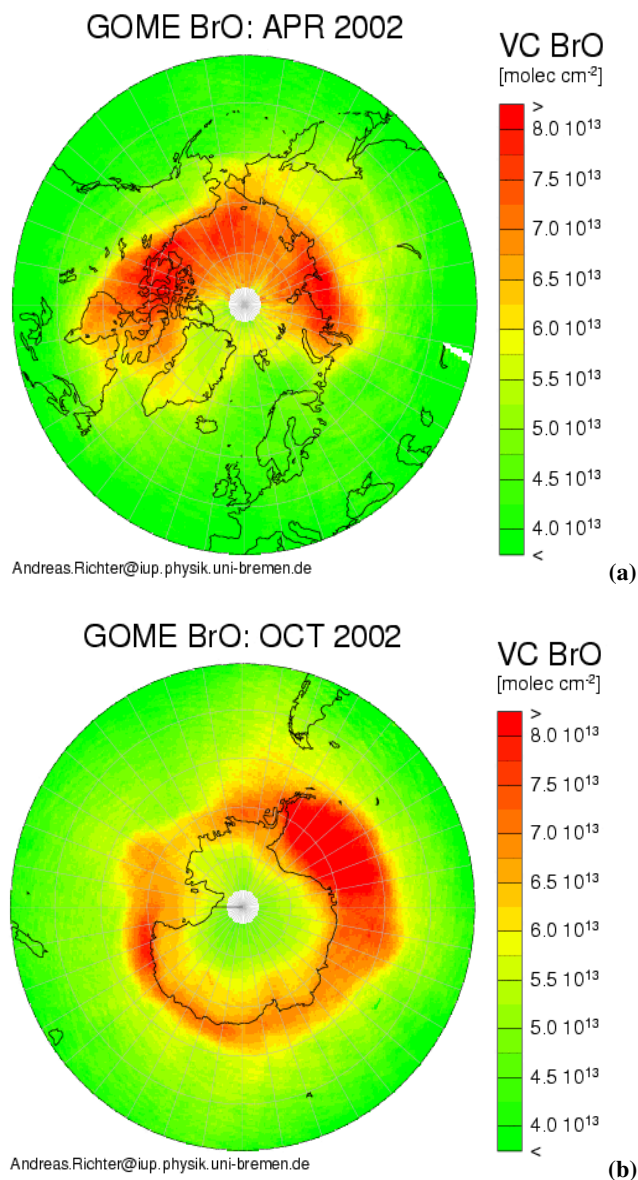 GOME BrO: APR 2002
VC BrO
[molec cm-2]
>
8.0 10¹³
7.5 10¹³
7.0 10¹³
6.5 10¹³
6.0 10¹³
5.5 10¹³
5.0 10¹³
4.5 10¹³
4.0 10¹³
<
Andreas.Richter@iup.physik.uni-bremen.de
(a)
GOME BrO: OCT 2002
VC BrO
[molec cm-2]
>
8.0 10¹³
7.5 10¹³
7.0 10¹³
6.5 10¹³
6.0 10¹³
5.5 10¹³
5.0 10¹³
4.5 10¹³
4.0 10¹³
<
Andreas.Richter@iup.physik.uni-bremen.de
(b)